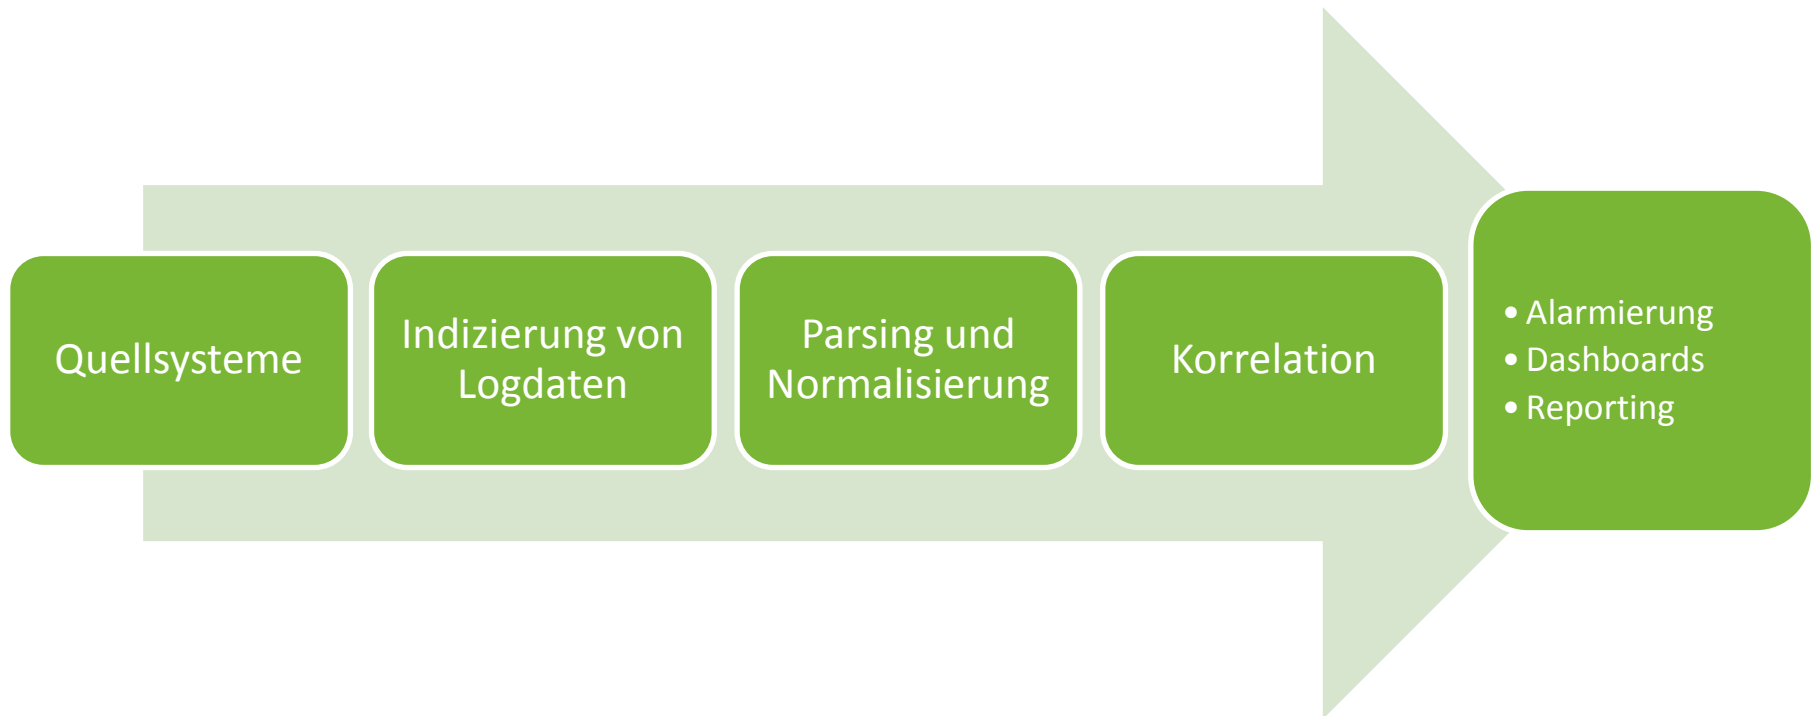 Quellsysteme
Indizierung von
Logdaten
Parsing und
Normalisierung
Korrelation
• Alarmierung
• Dashboards
• Reporting